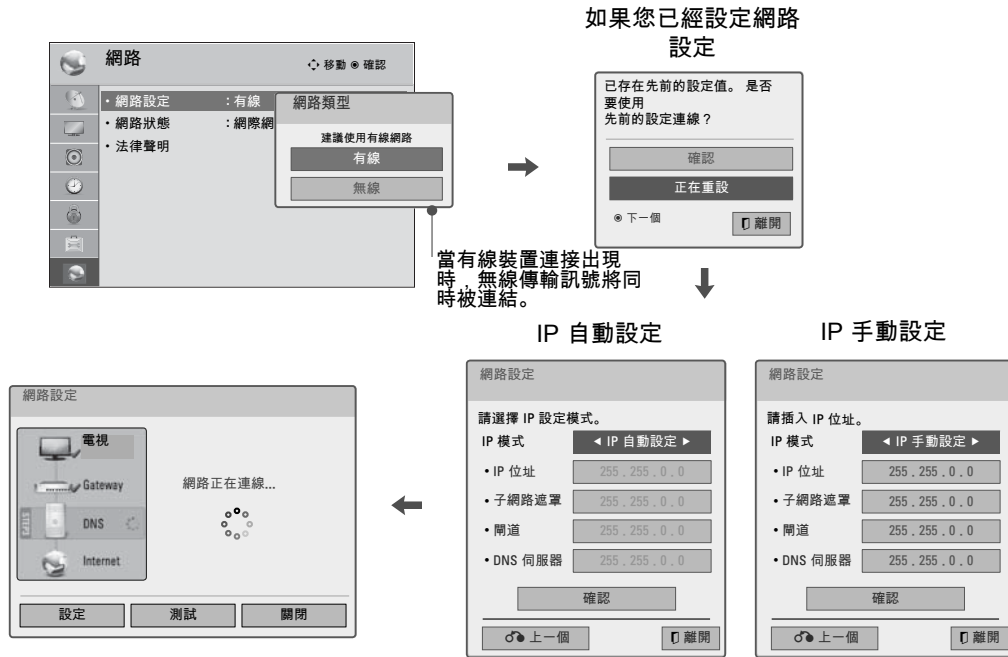 如果您已經設定網路
設定
網路
移動 ◉ 確認
• 網路設定 : 有線
• 網路狀態 : 網際網
• 法律聲明
網路類型
建議使用有線網路
有線
無線
當有線裝置連接出現
時，無線傳輸訊號將同
時被連結。
已存在先前的設定值。 是否
要使用
先前的設定連線？
確認
正在重設
◉ 下一個
離開
IP 自動設定
網路設定
請選擇 IP 設定模式。
IP 模式 ◀ IP 自動設定 ▶
• IP 位址 255 . 255 . 0 . 0
• 子網路遮罩 255 . 255 . 0 . 0
• 閘道 255 . 255 . 0 . 0
• DNS 伺服器 255 . 255 . 0 . 0
確認
上一個
離開
IP 手動設定
網路設定
請插入 IP 位址。
IP 模式 ◀ IP 手動設定 ▶
• IP 位址 255 . 255 . 0 . 0
• 子網路遮罩 255 . 255 . 0 . 0
• 閘道 255 . 255 . 0 . 0
• DNS 伺服器 255 . 255 . 0 . 0
確認
上一個
離開
網路設定
電視
Gateway
DNS
Internet
網路正在連線...
設定
測試
關閉